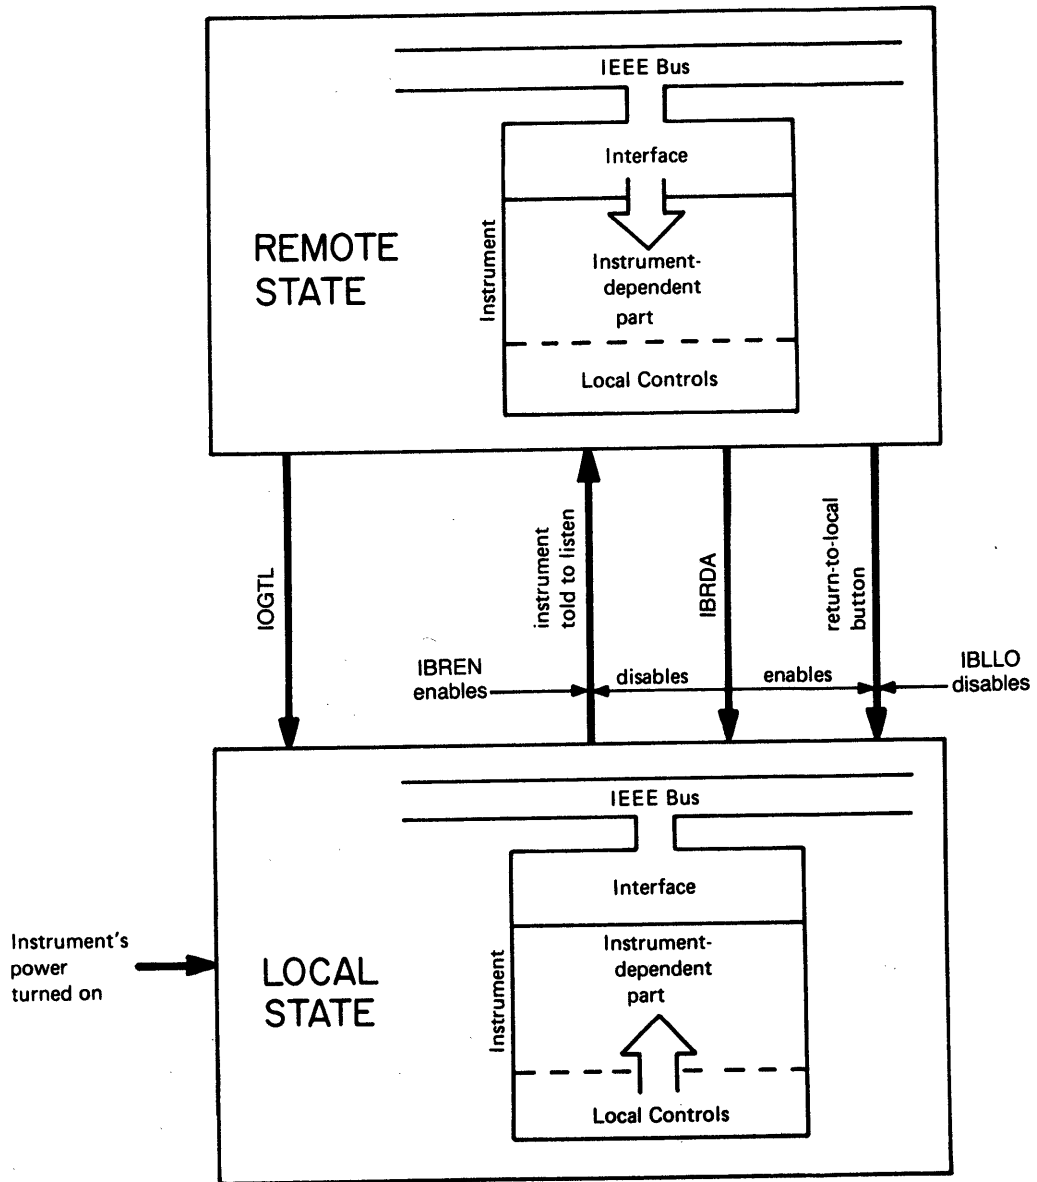 IEEE Bus
Interface
REMOTE
STATE
Instrument
Instrument-
dependent
part
Local Controls
IOGTL
instrument
told to listen
IBRDA
return-to-local
button
IBREN
enables
disables
enables
IBLLO
disables
IEEE Bus
Interface
Instrument's
power
turned on
LOCAL
STATE
Instrument
Instrument-
dependent
part
Local Controls